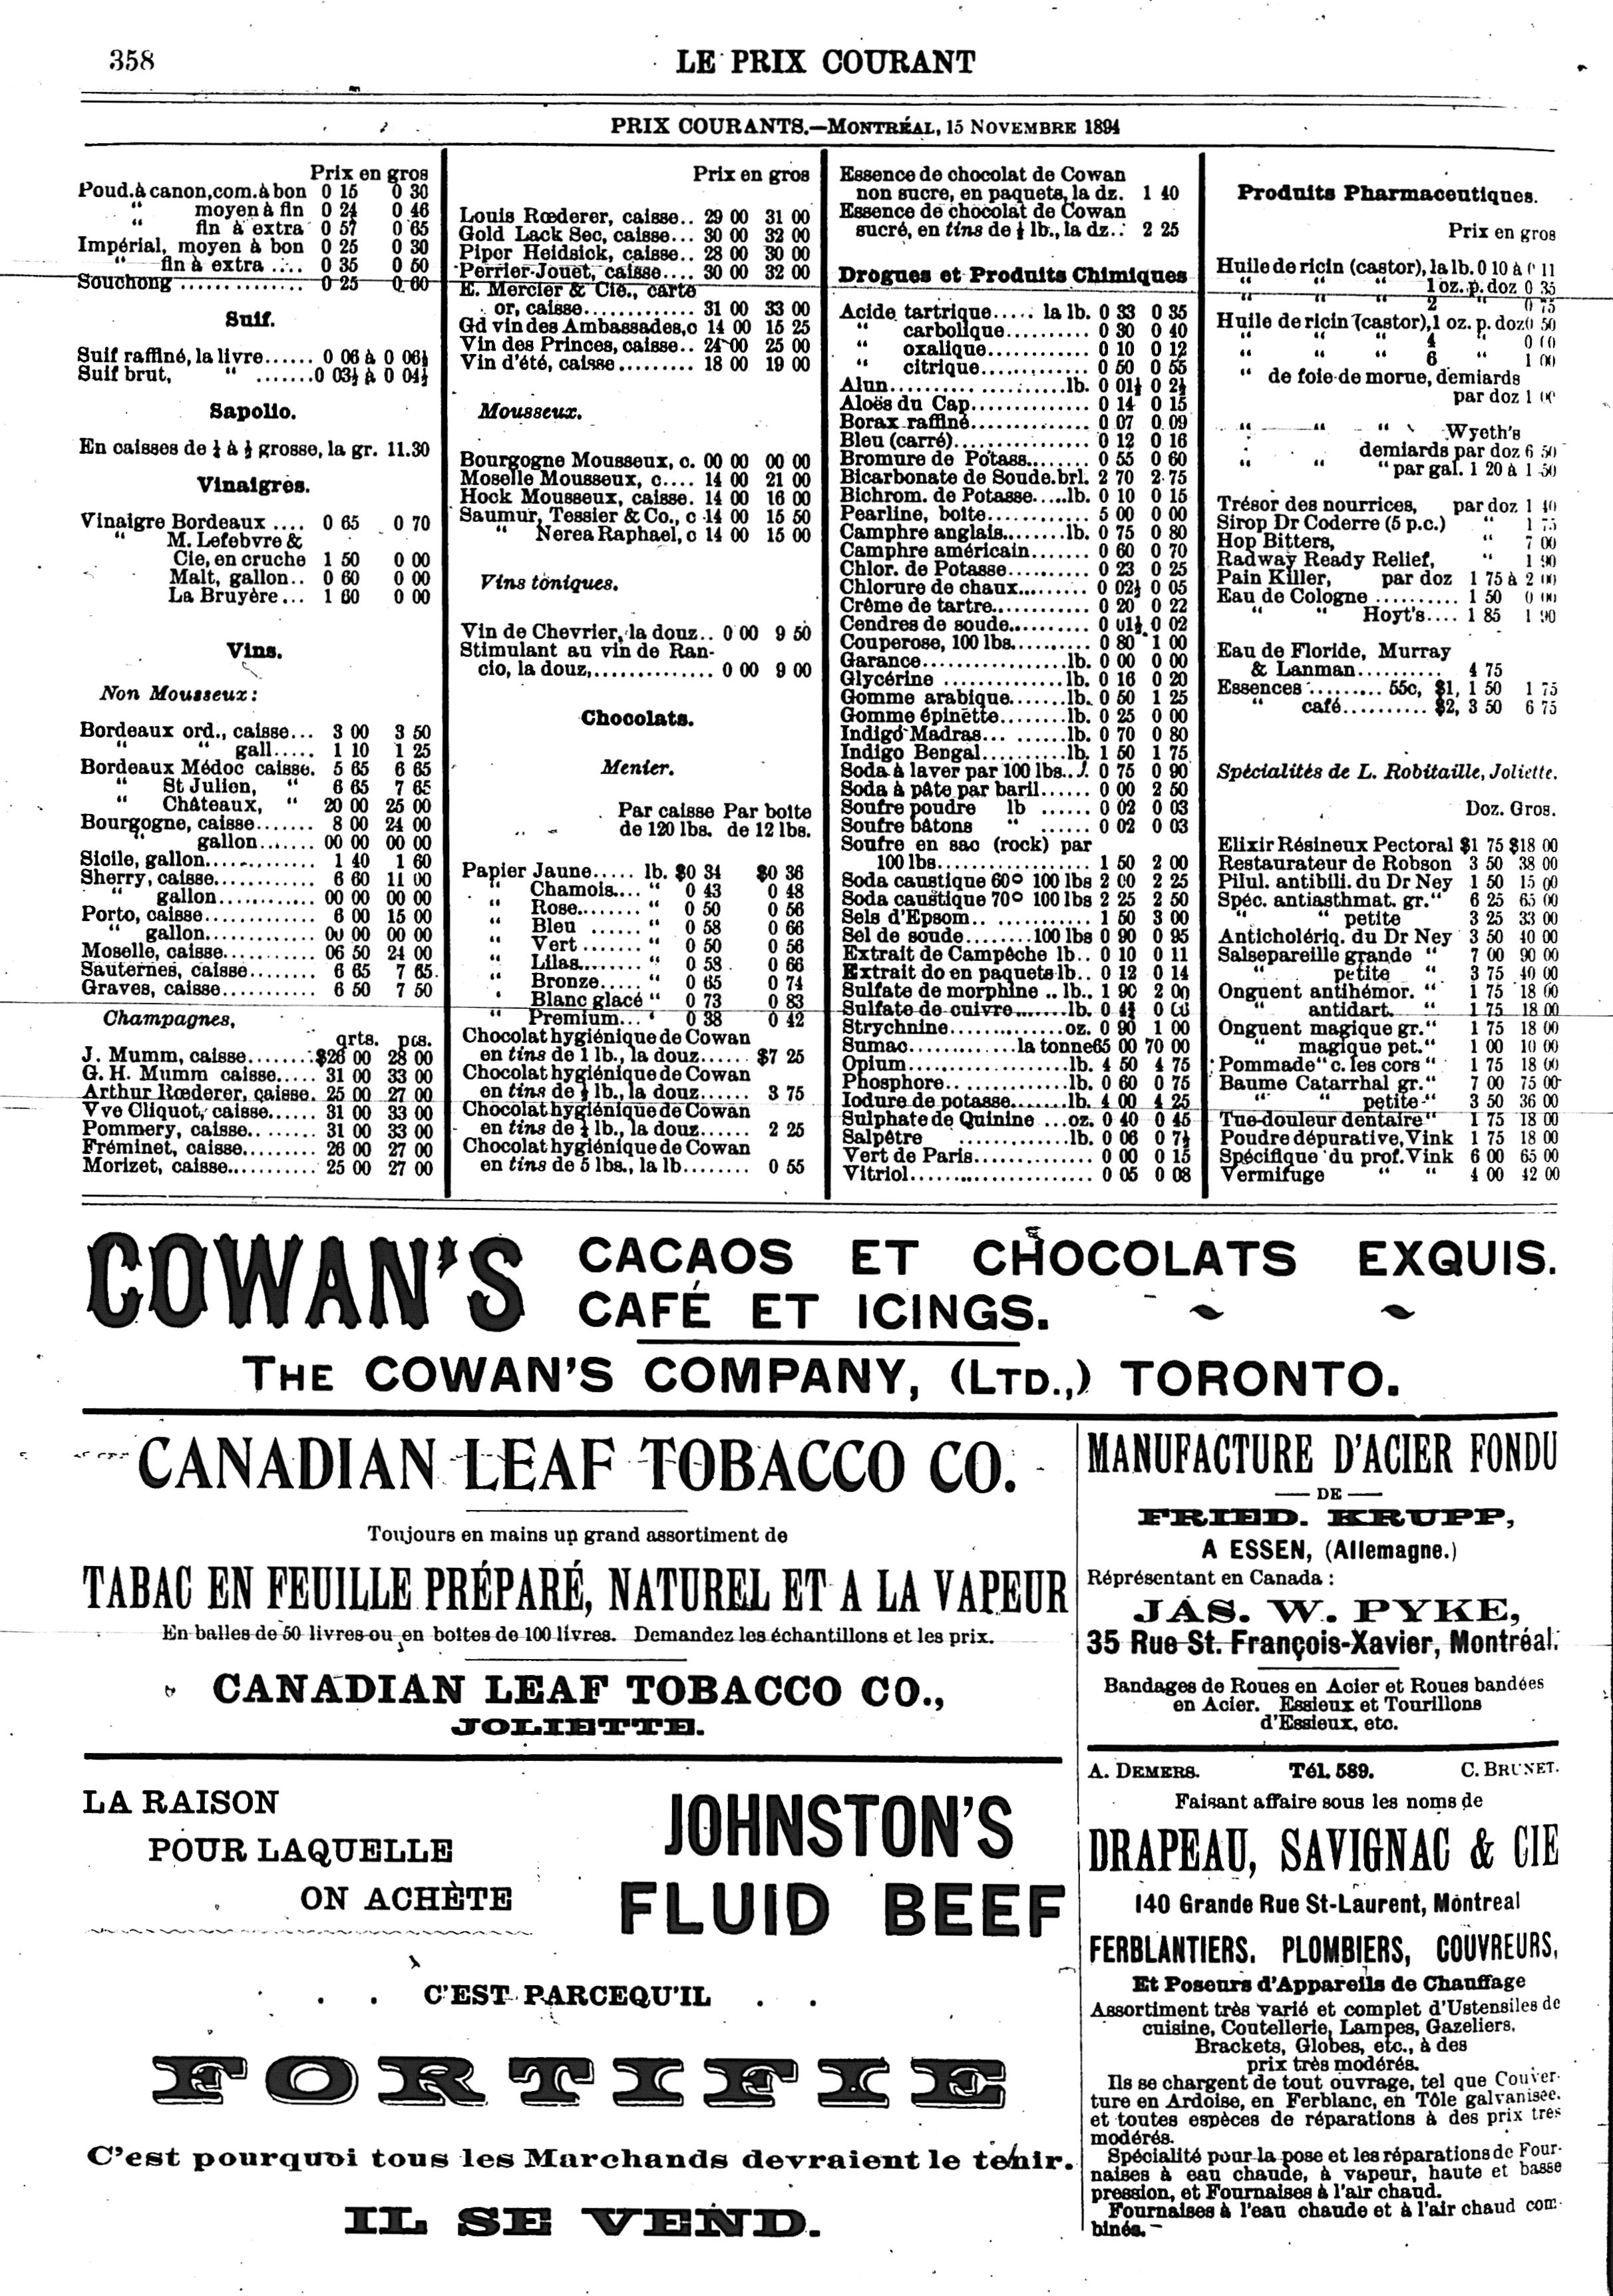 358
LE PRIX COURANT
PRIX COURANTS.—MONTRÉAL, 15 NOVEMBRE 1894
Prix en gros
Poud.à canon,com.à bon 0 15 0 30
“ moyen à fin 0 24 0 46
“ fin à extra 0 57 0 65
Impérial, moyen à bon 0 25 0 30
“ fin à extra .... 0 35 0 50
Souchong .............. 0 25 0 60
Suif.
Suif raffiné, la livre...... 0 06 à 0 06½
Suif brut, “ .......0 03½ à 0 04½
Sapolio.
En caisses de ¼ à ½ grosse, la gr. 11.30
Vinaigres.
Vinaigre Bordeaux .... 0 65 0 70
“ M. Lefebvre &
Cie, en cruche 1 50 0 00
Malt, gallon.. 0 60 0 00
La Bruyère... 1 60 0 00
Vins.
Non Mousseux :
Bordeaux ord., caisse... 3 00 3 50
“ “ gall..... 1 10 1 25
Bordeaux Médoc caisse. 5 65 6 65
“ St Julien, “ 6 65 7 65
“ Châteaux, “ 20 00 25 00
Bourgogne, caisse....... 8 00 24 00
“ gallon...... 00 00 00 00
Sicile, gallon............ 1 40 1 60
Sherry, caisse............ 6 60 11 00
“ gallon........... 00 00 00 00
Porto, caisse............. 6 00 15 00
“ gallon............. 00 00 00 00
Moselle, caisse........... 06 50 24 00
Sauternes, caisse........ 6 65 7 65
Graves, caisse........... 6 50 7 50
Champagnes,
qrts. pts.
J. Mumm, caisse.......$26 00 28 00
G. H. Mumm caisse..... 31 00 33 00
Arthur Rœderer, caisse. 25 00 27 00
Vve Cliquot, caisse...... 31 00 33 00
Pommery, caisse........ 31 00 33 00
Fréminet, caisse......... 26 00 27 00
Morizet, caisse........... 25 00 27 00
Prix en gros
Louis Rœderer, caisse.. 29 00 31 00
Gold Lack Sec, caisse... 30 00 32 00
Piper Heidsick, caisse.. 28 00 30 00
Perrier-Jouet, caisse.... 30 00 32 00
E. Mercier & Cie., carte
or, caisse.............. 31 00 33 00
Gd vin des Ambassades,c 14 00 15 25
Vin des Princes, caisse.. 24 00 25 00
Vin d'été, caisse ......... 18 00 19 00
Mousseux.
Bourgogne Mousseux, c. 00 00 00 00
Moselle Mousseux, c.... 14 00 21 00
Hock Mousseux, caisse. 14 00 16 00
Saumur, Tessier & Co., c 14 00 15 50
“ Nerea Raphael, c 14 00 15 00
Vins toniques.
Vin de Chevrier, la douz.. 0 00 9 50
Stimulant au vin de Ran-
cio, la douz,.............. 0 00 9 00
Chocolats.
Menier.
Par caisse Par boîte
de 120 lbs. de 12 lbs.
Papier Jaune..... lb. $0 34 $0 36
“ Chamois.... “ 0 43 0 48
“ Rose........ “ 0 50 0 56
“ Bleu ...... “ 0 58 0 66
“ Vert ....... “ 0 50 0 56
“ Lilas........ “ 0 58 0 66
“ Bronze..... “ 0 65 0 74
“ Blanc glacé “ 0 73 0 83
“ Premium... “ 0 38 0 42
Chocolat hygiénique de Cowan
en tins de 1 lb., la douz...... $7 25
Chocolat hygiénique de Cowan
en tins de ½ lb., la douz...... 3 75
Chocolat hygiénique de Cowan
en tins de ¼ lb., la douz...... 2 25
Chocolat hygiénique de Cowan
en tins de 5 lbs., la lb........ 0 55
Essence de chocolat de Cowan
non sucre, en paquets, la dz. 1 40
Essence de chocolat de Cowan
sucré, en tins de ½ lb., la dz.. 2 25
Drogues et Produits Chimiques
Acide tartrique..... la lb. 0 33 0 35
“ carbolique........... 0 30 0 40
“ oxalique............. 0 10 0 12
“ citrique............. 0 50 0 55
Alun......................lb. 0 01½ 0 2½
Aloës du Cap.............. 0 14 0 15
Borax raffiné.............. 0 07 0 09
Bleu (carré)................ 0 12 0 16
Bromure de Potass....... 0 55 0 60
Bicarbonate de Soude.brl. 2 70 2 75
Bichrom. de Potasse.....lb. 0 10 0 15
Pearline, boîte............ 5 00 0 00
Camphre anglais........lb. 0 75 0 80
Camphre américain....... 0 60 0 70
Chlor. de Potasse.......... 0 23 0 25
Chlorure de chaux......... 0 02½ 0 05
Crême de tartre............ 0 20 0 22
Cendres de soude.......... 0 01½ 0 02
Couperose, 100 lbs......... 0 80 1 00
Garance..................lb. 0 00 0 00
Glycérine ................lb. 0 16 0 20
Gomme arabique.......lb. 0 50 1 25
Gomme épinette........lb. 0 25 0 00
Indigo Madras... ......lb. 0 70 0 80
Indigo Bengal...........lb. 1 50 1 75
Soda à laver par 100 lbs... 0 75 0 90
Soda à pâte par baril...... 0 00 2 50
Soufre poudre lb ...... 0 02 0 03
Soufre bâtons “ ...... 0 02 0 03
Soufre en sac (rock) par
100 lbs.................... 1 50 2 00
Soda caustique 60° 100 lbs 2 00 2 25
Soda caustique 70° 100 lbs 2 25 2 50
Sels d'Epsom.. ............ 1 50 3 00
Sel de soude........100 lbs 0 90 0 95
Extrait de Campêche lb.. 0 10 0 11
Extrait do en paquets lb.. 0 12 0 14
Sulfate de morphine .. lb.. 1 90 2 00
Sulfate de cuivre.......lb. 0 4½ 0 06
Strychnine..............oz. 0 90 1 00
Sumac............la tonne65 00 70 00
Opium...................lb. 4 50 4 75
Phosphore..............lb. 0 60 0 75
Iodure de potasse.......lb. 4 00 4 25
Sulphate de Quinine ...oz. 0 40 0 45
Salpêtre .............lb. 0 06 0 7½
Vert de Paris............. 0 00 0 15
Vitriol...................... 0 05 0 08
Produits Pharmaceutiques.
Prix en gros
Huile de ricin (castor), la lb. 0 10 à 0 11
“ “ “ 1 oz. p. doz 0 35
“ “ “ 2 “ 0 75
Huile de ricin (castor), 1 oz. p. doz0 50
“ “ “ 4 “
“ “ “ 6 “ 1 00
“ de foie de morue, demiards
par doz 1 00
“ “ “ Wyeth's
demiards par doz 6 50
“ “ “ par gal. 1 20 à 1 50
Trésor des nourrices, par doz 1 40
Sirop Dr Coderre (5 p.c.) “ 1 75
Hop Bitters, “ 7 00
Radway Ready Relief, “ 1 90
Pain Killer, par doz 1 75 à 2 00
Eau de Cologne .......... 1 50 0 00
“ “ Hoyt's.... 1 85 1 90
Eau de Floride, Murray
& Lanman.......... 4 75
Essences ......... 55c, $1, 1 50 1 75
“ café.......... $2, 3 50 6 75
Spécialités de L. Robitaille, Joliette.
Doz. Gros.
Elixir Résineux Pectoral $1 75 $18 00
Restaurateur de Robson 3 50 38 00
Pilul. antibili. du Dr Ney 1 50 15 00
Spéc. antiasthmat. gr.“ 6 25 65 00
“ “ petite 3 25 33 00
Anticholériq. du Dr Ney 3 50 40 00
Salsepareille grande “ 7 00 90 00
“ petite “ 3 75 40 00
Onguent antihémor. “ 1 75 18 00
“ antidart. “ 1 75 18 00
Onguent magique gr.“ 1 75 18 00
“ magique pet.“ 1 00 10 00
Pommade “ c. les cors “ 1 75 18 00
Baume Catarrhal gr.“ 7 00 75 00
“ “ petite “ 3 50 36 00
Tue-douleur dentaire “ 1 75 18 00
Poudre dépurative, Vink 1 75 18 00
Spécifique du prof. Vink 6 00 65 00
Vermifuge “ “ 4 00 42 00
COWAN'S
CACAOS ET CHOCOLATS EXQUIS.
CAFÉ ET ICINGS.
THE COWAN'S COMPANY, (LTD.,) TORONTO.
CANADIAN LEAF TOBACCO CO.
Toujours en mains un grand assortiment de
TABAC EN FEUILLE PRÉPARÉ, NATUREL ET A LA VAPEUR
En balles de 50 livres ou en boîtes de 100 livres. Demandez les échantillons et les prix.
CANADIAN LEAF TOBACCO CO.,
JOLIETTE.
LA RAISON
POUR LAQUELLE
ON ACHÈTE
JOHNSTON'S
FLUID BEEF
. . C'EST PARCEQU'IL . .
FORTIFIE
C'est pourquoi tous les Marchands devraient le tenir.
IL SE VEND.
MANUFACTURE D'ACIER FONDU
— DE —
FRIED. KRUPP,
A ESSEN, (Allemagne.)
Réprésentant en Canada :
JAS. W. PYKE,
35 Rue St. François-Xavier, Montréal.
Bandages de Roues en Acier et Roues bandées
en Acier. Essieux et Tourillons
d'Essieux, etc.
A. DEMERS. Tél. 589. C. BRUNET.
Faisant affaire sous les noms de
DRAPEAU, SAVIGNAC & CIE
140 Grande Rue St-Laurent, Montreal
FERBLANTIERS. PLOMBIERS, COUVREURS,
Et Poseurs d'Appareils de Chauffage
Assortiment très varié et complet d'Ustensiles de
cuisine, Coutellerie, Lampes, Gazeliers,
Brackets, Globes, etc., à des
prix très modérés.
Ils se chargent de tout ouvrage, tel que Couver-
ture en Ardoise, en Ferblanc, en Tôle galvanisée.
et toutes espèces de réparations à des prix très
modérés.
Spécialité pour la pose et les réparations de Four-
naises à eau chaude, à vapeur, haute et basse
pression, et Fournaises à l'air chaud.
Fournaises à l'eau chaude et à l'air chaud com-
binés.